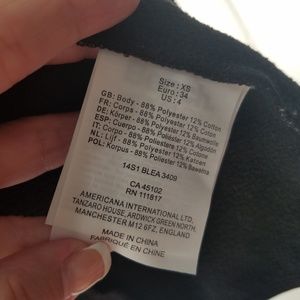 Size : XS
Euro : 34
US : 4
GB: Body - 88% Polyester 12% Cotton
FR: Corps - 88% Polyester 12% Coton
DE: Körper - 88% Polyester 12% Baumwolle
ES: Cuerpo - 88% Poliester 12% Algodón
IT: Corpo - 88% Poliestere 12% Cotone
NL: Lijf - 88% Polyester 12% Katoen
POL: Korpus - 88% Polyester 12% Bawełna
14S1 BLEA 3409
CA 45102
RN 111817
AMERICANA INTERNATIONAL LTD,
TANZARO HOUSE, ARDWICK GREEN NORTH,
MANCHESTER M12 6FZ, ENGLAND
MADE IN CHINA
FABRIQUÉ EN CHINE